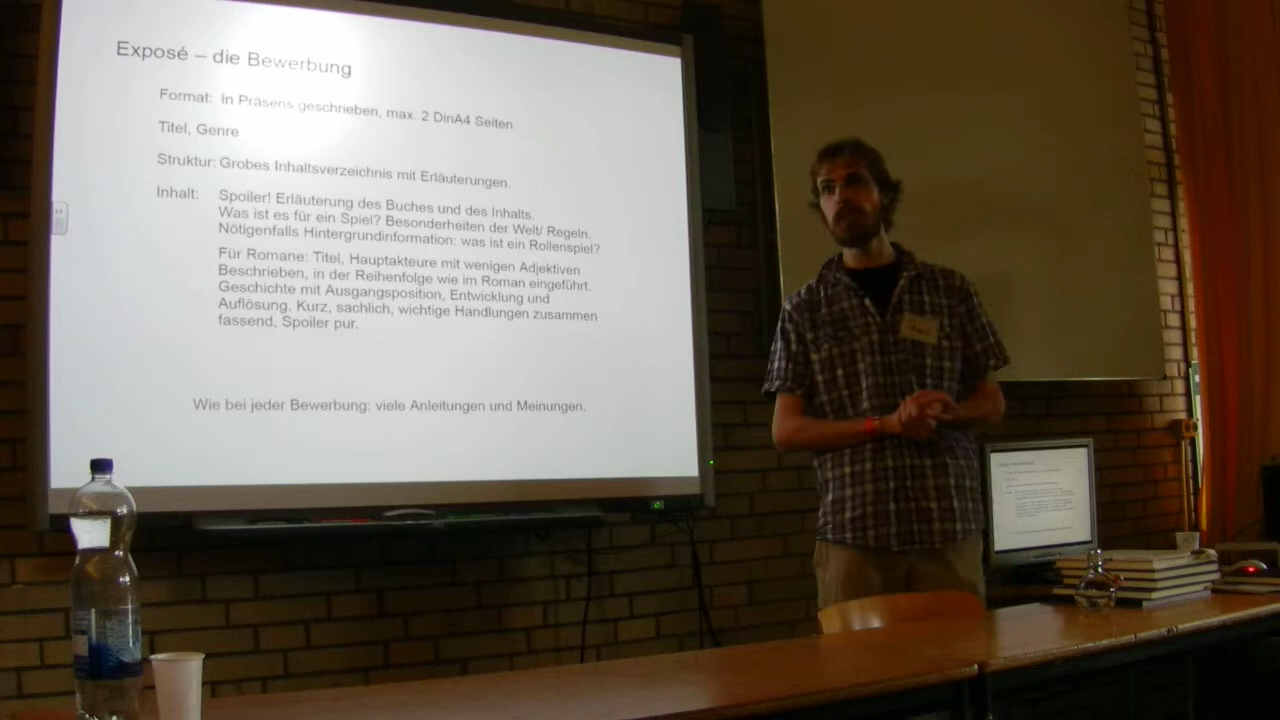 Exposé – die Bewerbung
Format: In Präsens geschrieben, max. 2 DinA4 Seiten
Titel, Genre
Struktur: Grobes Inhaltsverzeichnis mit Erläuterungen.
Inhalt: Spoiler! Erläuterung des Buches und des Inhalts.
Was ist es für ein Spiel? Besonderheiten der Welt/ Regeln.
Nötigenfalls Hintergrundinformation: was ist ein Rollenspiel?
Für Romane: Titel, Hauptakteure mit wenigen Adjektiven
Beschrieben, in der Reihenfolge wie im Roman eingeführt.
Geschichte mit Ausgangsposition, Entwicklung und
Auflösung. Kurz, sachlich, wichtige Handlungen zusammen
fassend, Spoiler pur.
Wie bei jeder Bewerbung: viele Anleitungen und Meinungen.